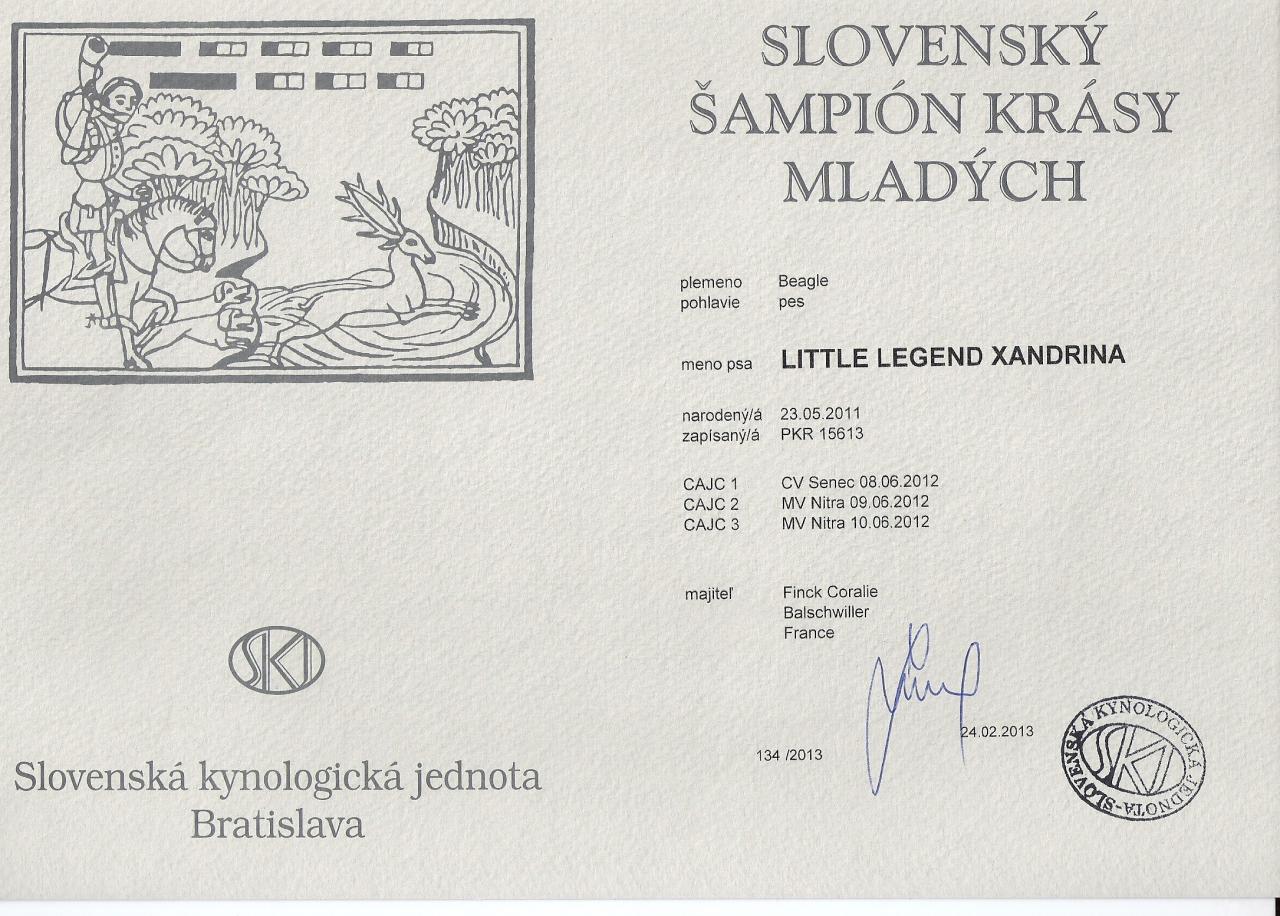 SLOVENSKÝ
ŠAMPIÓN KRÁSY
MLADÝCH
plemeno Beagle
pohlavie pes
meno psa LITTLE LEGEND XANDRINA
narodený/á 23.05.2011
zapísaný/á PKR 15613
CAJC 1 CV Senec 08.06.2012
CAJC 2 MV Nitra 09.06.2012
CAJC 3 MV Nitra 10.06.2012
majiteľ Finck Coralie
Balschwiller
France
24.02.2013
134 /2013
SKJ
Slovenská kynologická jednota
Bratislava
SLOVENSKÁ KYNOLOGICKÁ JEDNOTA
SKJ